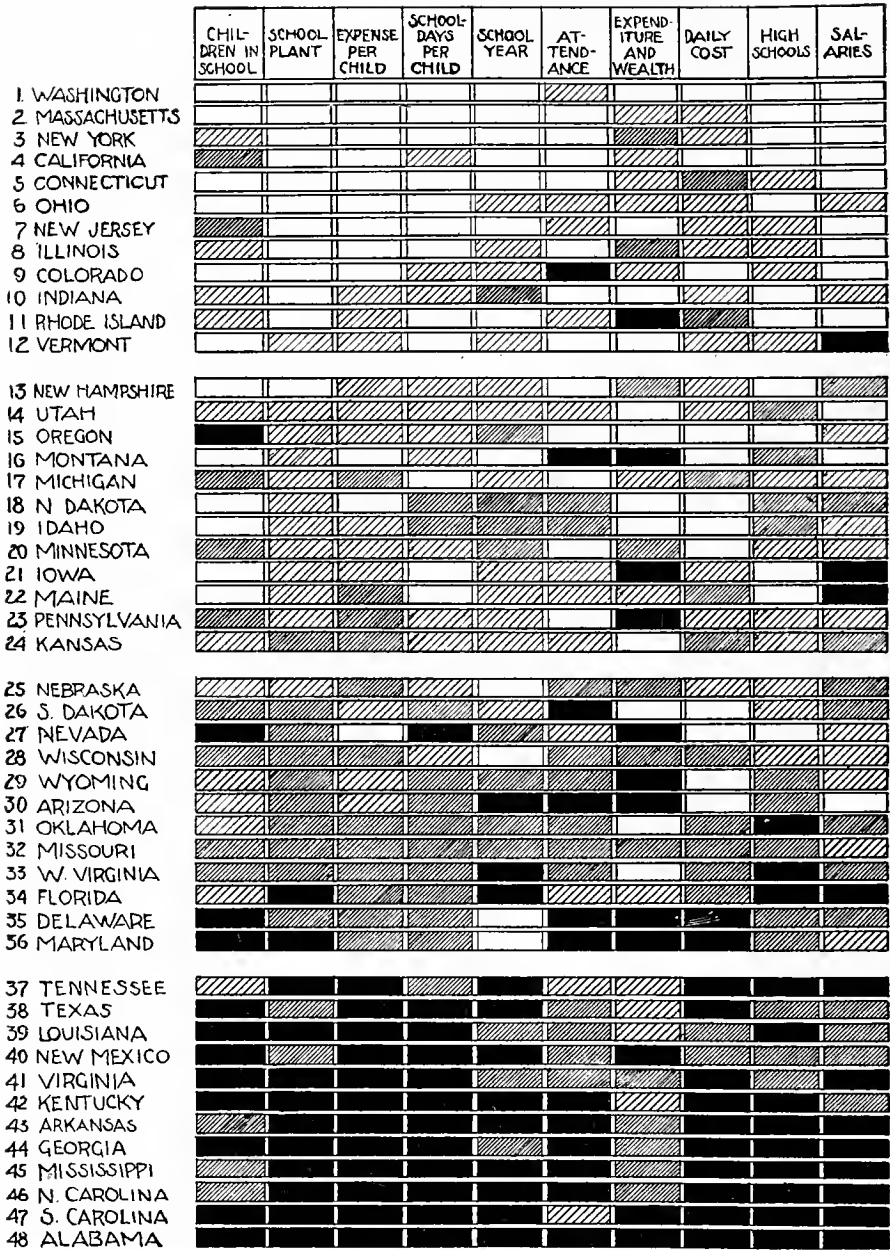 CHIL-
DREN IN
SCHOOL
SCHOOL
PLANT
EXPENSE
PER
CHILD
SCHOOL-
DAYS
PER
CHILD
SCHOOL
YEAR
AT-
TEND-
ANCE
EXPEND-
ITURE
AND
WEALTH
DAILY
COST
HIGH
SCHOOLS
SAL-
ARIES
1. WASHINGTON
2 MASSACHUSETTS
3 NEW YORK
4 CALIFORNIA
5 CONNECTICUT
6 OHIO
7 NEW JERSEY
8 ILLINOIS
9 COLORADO
10 INDIANA
11 RHODE ISLAND
12 VERMONT
13 NEW HAMPSHIRE
14 UTAH
15 OREGON
16 MONTANA
17 MICHIGAN
18 N DAKOTA
19 IDAHO
20 MINNESOTA
21 IOWA
22 MAINE
23 PENNSYLVANIA
24 KANSAS
25 NEBRASKA
26 S. DAKOTA
27 NEVADA
28 WISCONSIN
29 WYOMING
30 ARIZONA
31 OKLAHOMA
32 MISSOURI
33 W. VIRGINIA
34 FLORIDA
35 DELAWARE
36 MARYLAND
37 TENNESSEE
38 TEXAS
39 LOUISIANA
40 NEW MEXICO
41 VIRGINIA
42 KENTUCKY
43 ARKANSAS
44 GEORGIA
45 MISSISSIPPI
46 N. CAROLINA
47 S. CAROLINA
48 ALABAMA